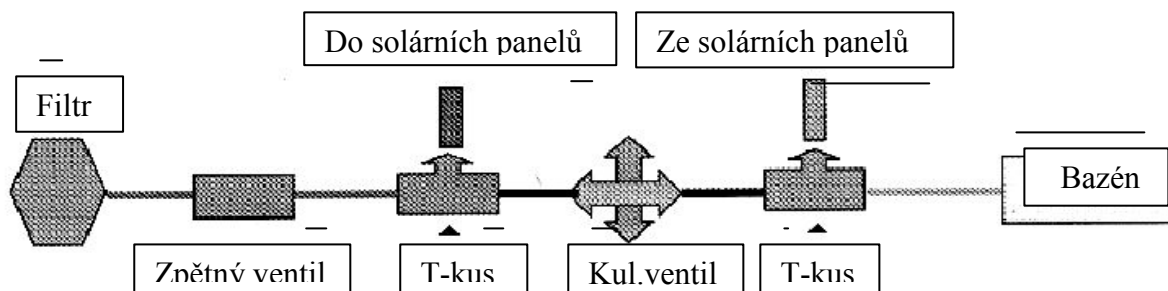 Do solárních panelů
Ze solárních panelů
Filtr
Bazén
Zpětný ventil
T-kus
Kul.ventil
T-kus